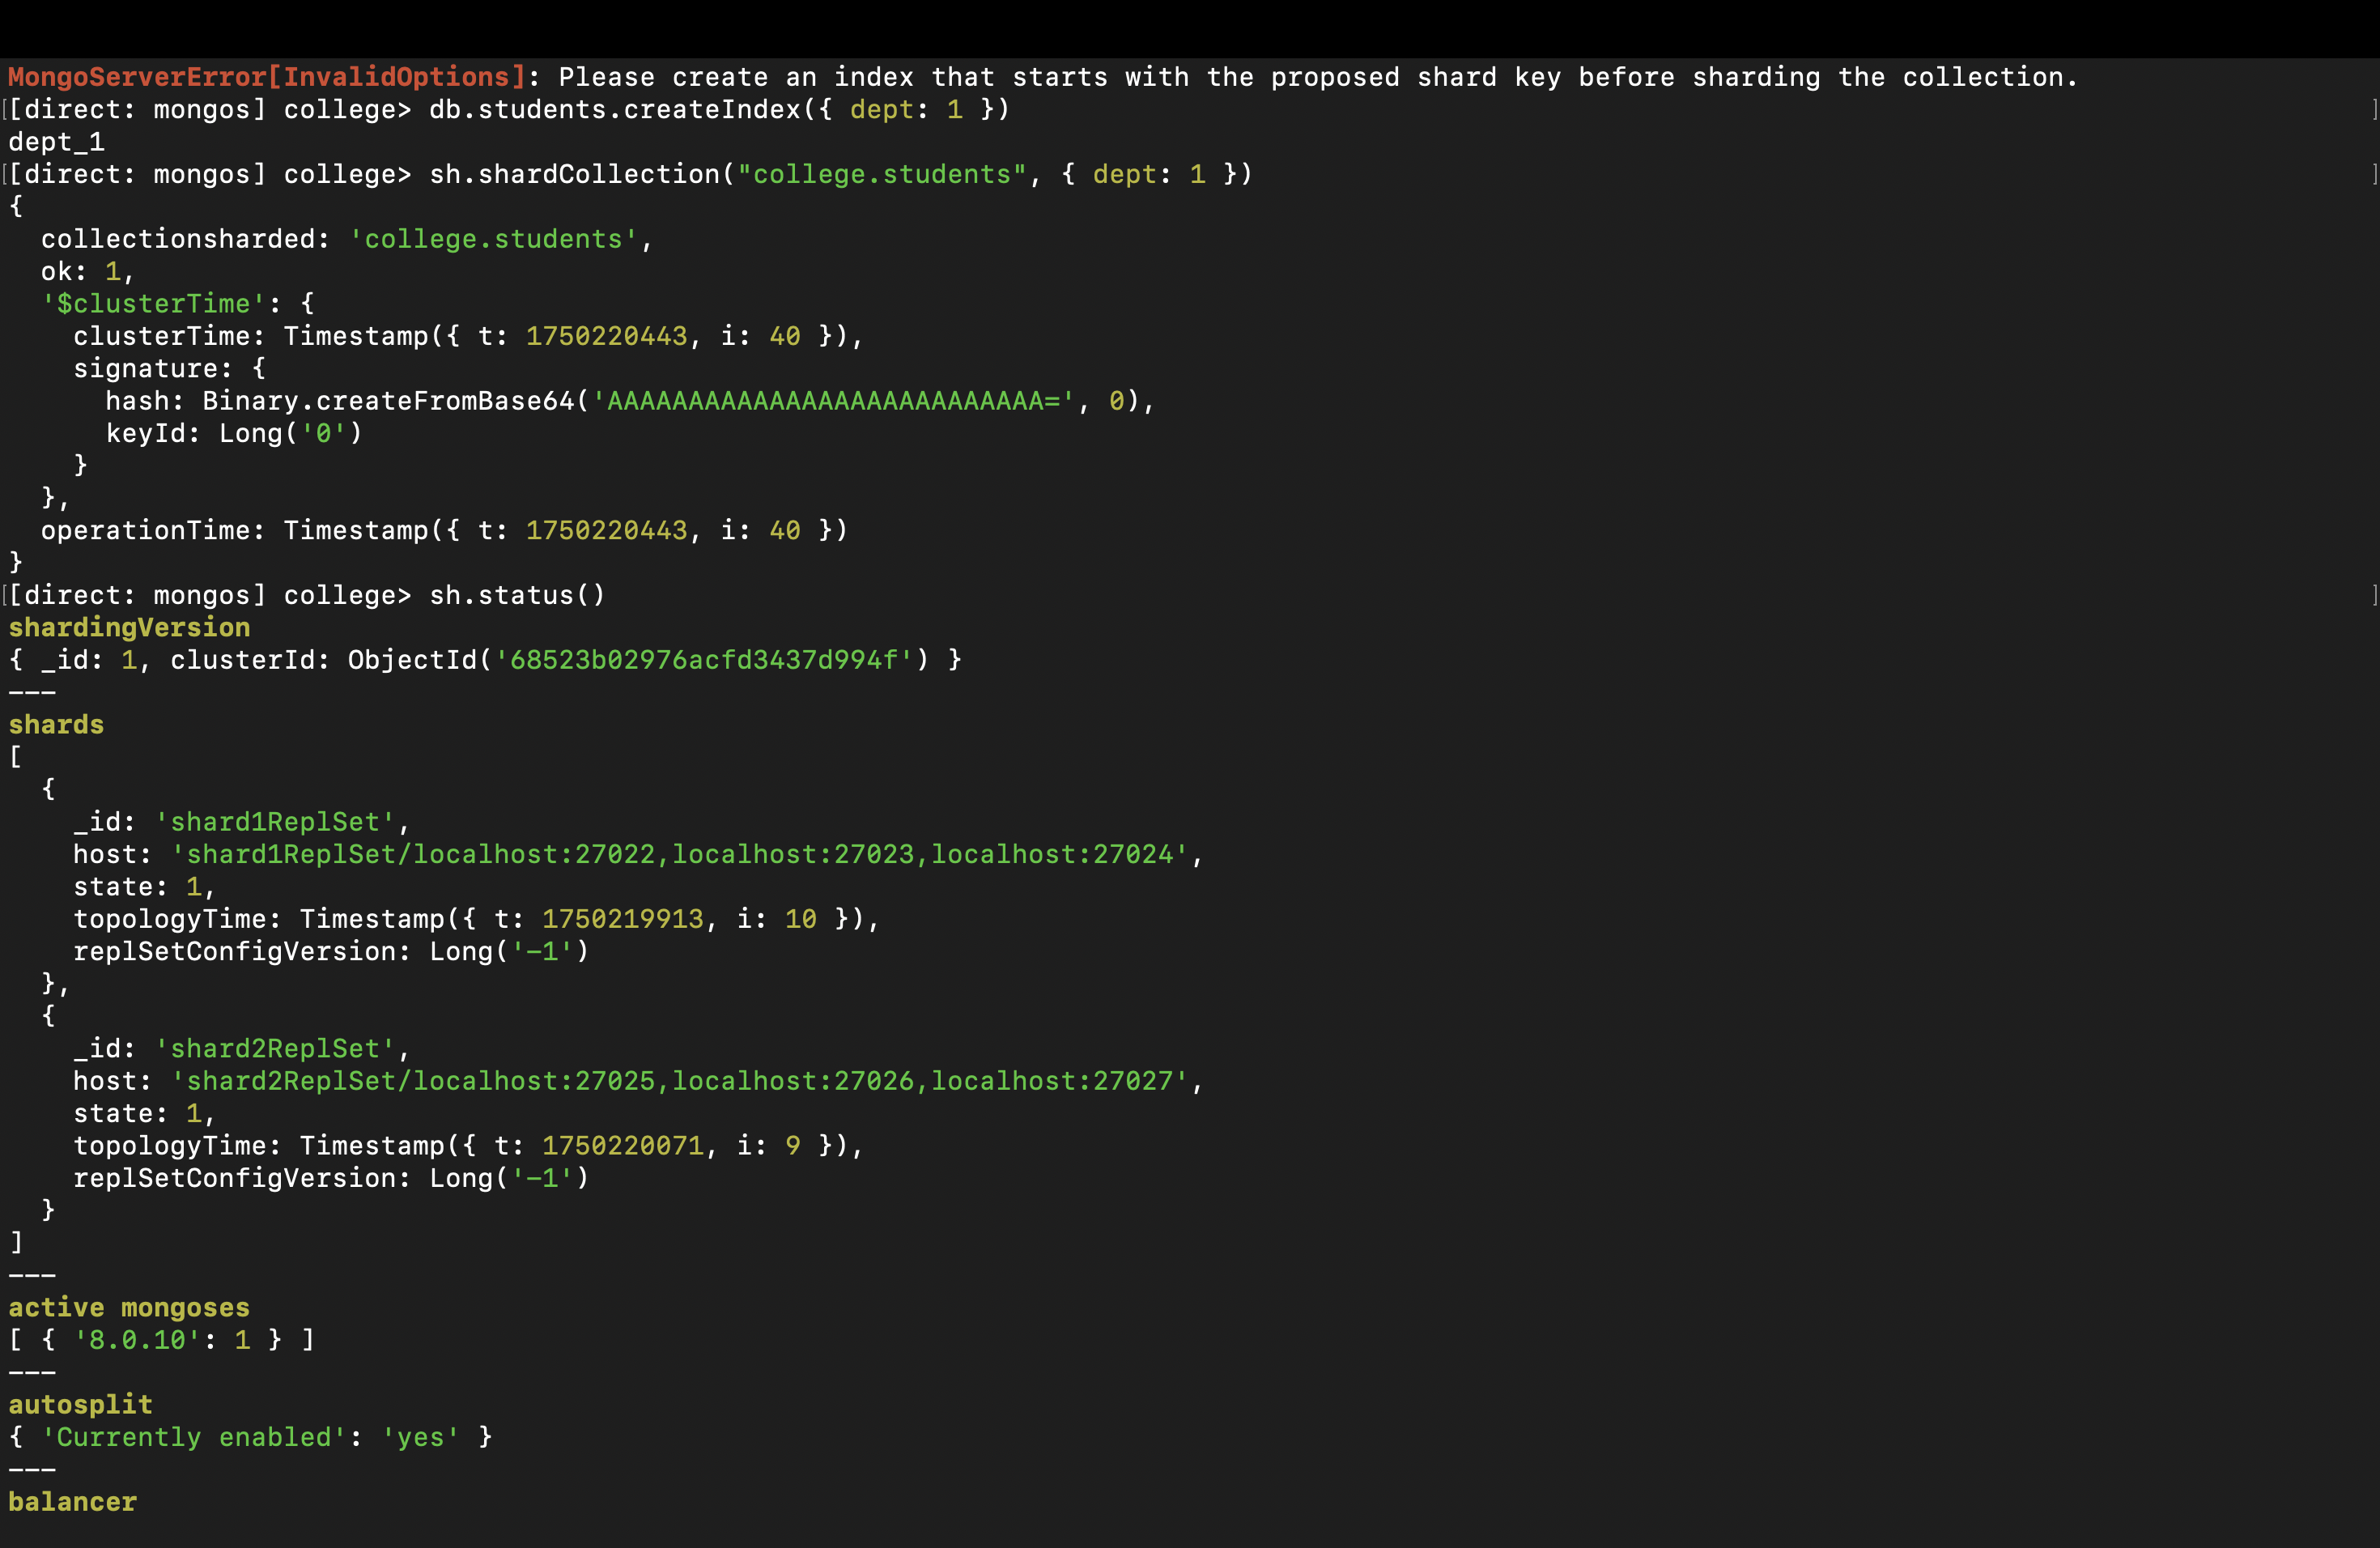 MongoServerError[InvalidOptions]: Please create an index that starts with the proposed shard key before sharding the collection.
[[direct: mongos] college> db.students.createIndex({ dept: 1 }) ]
dept_1
[[direct: mongos] college> sh.shardCollection("college.students", { dept: 1 }) ]
{
  collectionsharded: 'college.students',
  ok: 1,
  '$clusterTime': {
    clusterTime: Timestamp({ t: 1750220443, i: 40 }),
    signature: {
      hash: Binary.createFromBase64('AAAAAAAAAAAAAAAAAAAAAAAAAAA=', 0),
      keyId: Long('0')
    }
  },
  operationTime: Timestamp({ t: 1750220443, i: 40 })
}
[[direct: mongos] college> sh.status() ]
shardingVersion
{ _id: 1, clusterId: ObjectId('68523b02976acfd3437d994f') }
---
shards
[
  {
    _id: 'shard1ReplSet',
    host: 'shard1ReplSet/localhost:27022,localhost:27023,localhost:27024',
    state: 1,
    topologyTime: Timestamp({ t: 1750219913, i: 10 }),
    replSetConfigVersion: Long('-1')
  },
  {
    _id: 'shard2ReplSet',
    host: 'shard2ReplSet/localhost:27025,localhost:27026,localhost:27027',
    state: 1,
    topologyTime: Timestamp({ t: 1750220071, i: 9 }),
    replSetConfigVersion: Long('-1')
  }
]
---
active mongoses
[ { '8.0.10': 1 } ]
---
autosplit
{ 'Currently enabled': 'yes' }
---
balancer